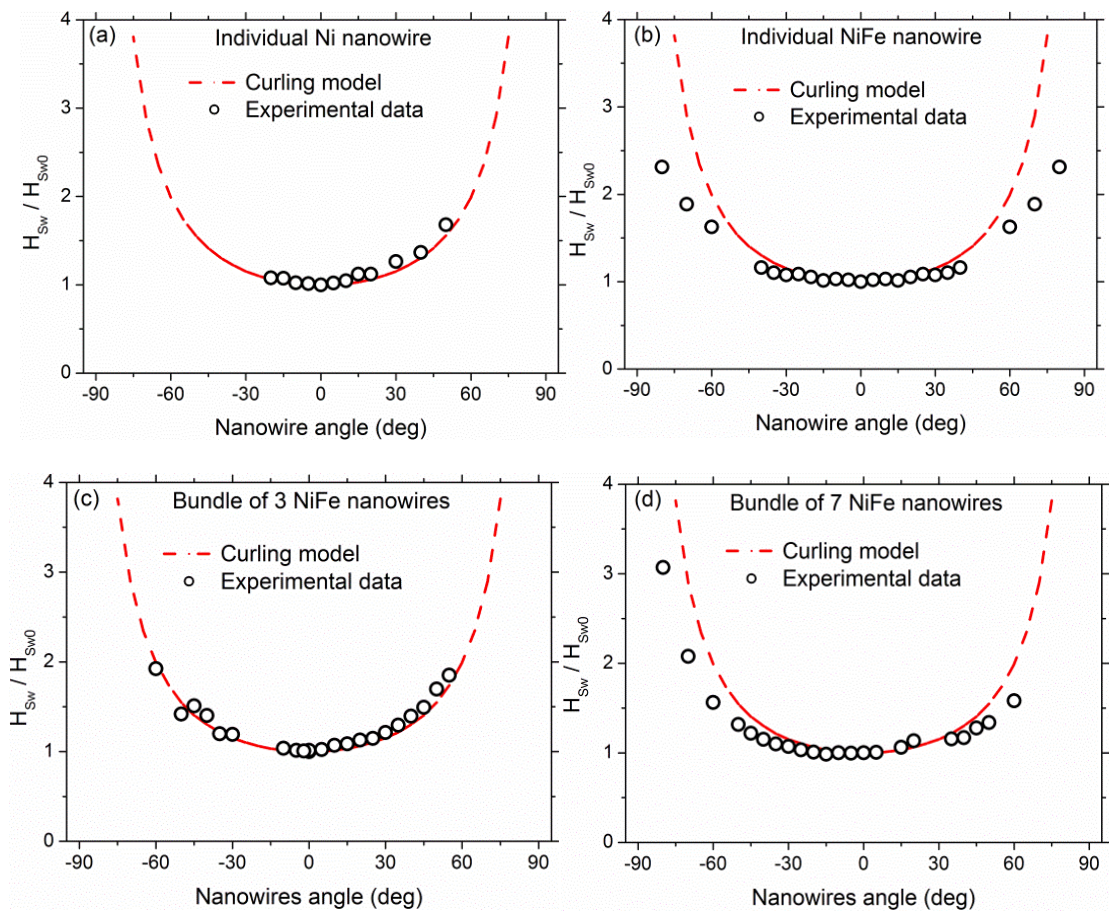 (a) Individual Ni nanowire
Curling model
Experimental data
H_Sw / H_Sw0
4
3
2
1
0
-90 -60 -30 0 30 60 90
Nanowire angle (deg)
(b) Individual NiFe nanowire
Curling model
Experimental data
H_Sw / H_Sw0
4
3
2
1
0
-90 -60 -30 0 30 60 90
Nanowire angle (deg)
(c) Bundle of 3 NiFe nanowires
Curling model
Experimental data
H_Sw / H_Sw0
4
3
2
1
0
-90 -60 -30 0 30 60 90
Nanowires angle (deg)
(d) Bundle of 7 NiFe nanowires
Curling model
Experimental data
H_Sw / H_Sw0
4
3
2
1
0
-90 -60 -30 0 30 60 90
Nanowires angle (deg)